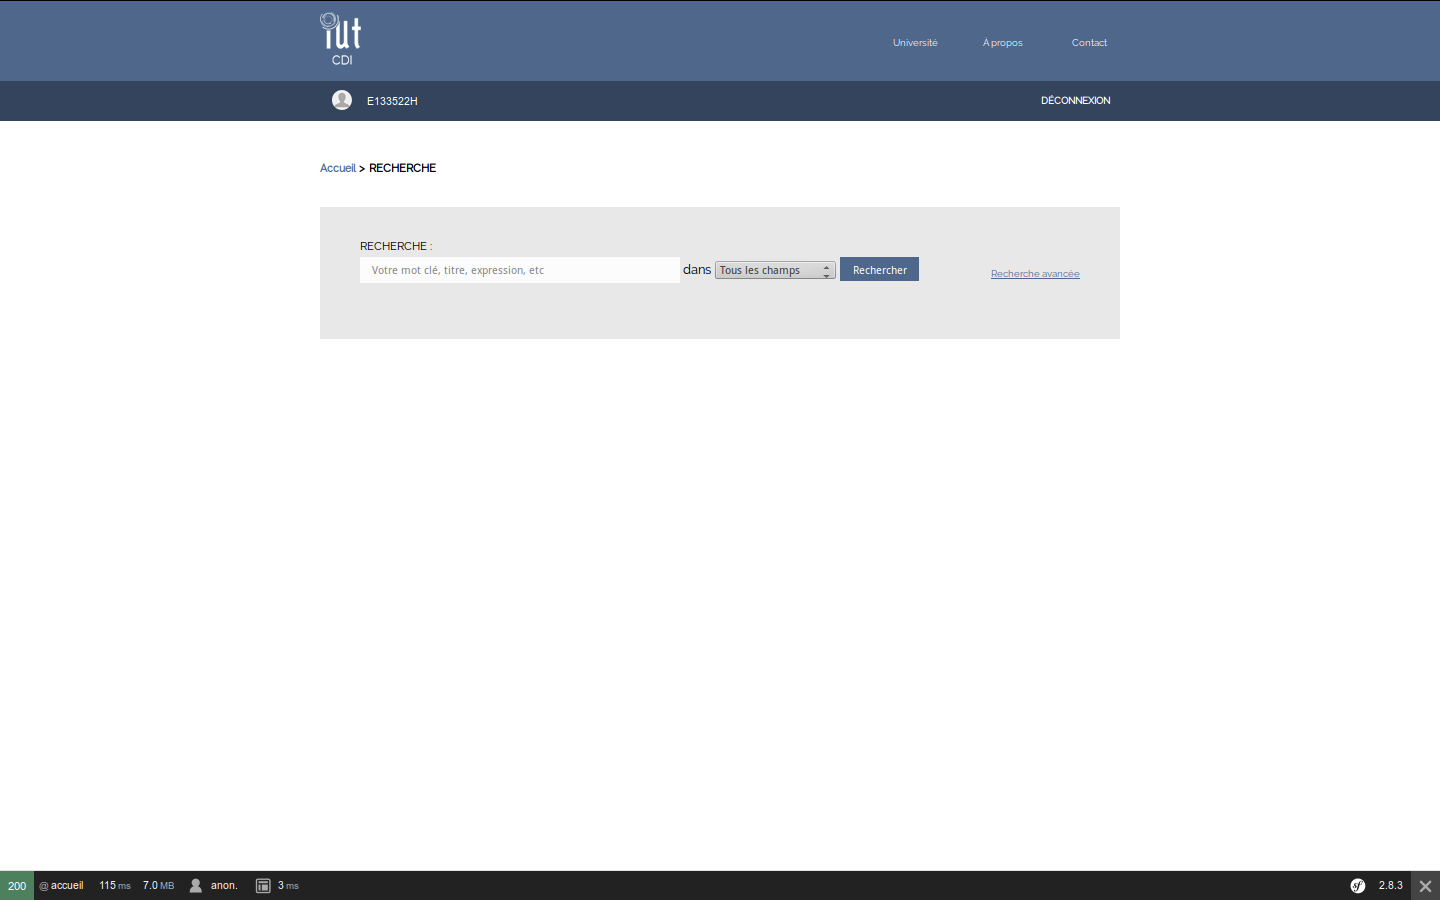 iut
CDI
Université
À propos
Contact
E133522H
DÉCONNEXION
Accueil > RECHERCHE
RECHERCHE :
Votre mot clé, titre, expression, etc
dans
Tous les champs
Rechercher
Recherche avancée
200
@ accueil
115 ms
7.0 MB
anon.
3 ms
sf
2.8.3